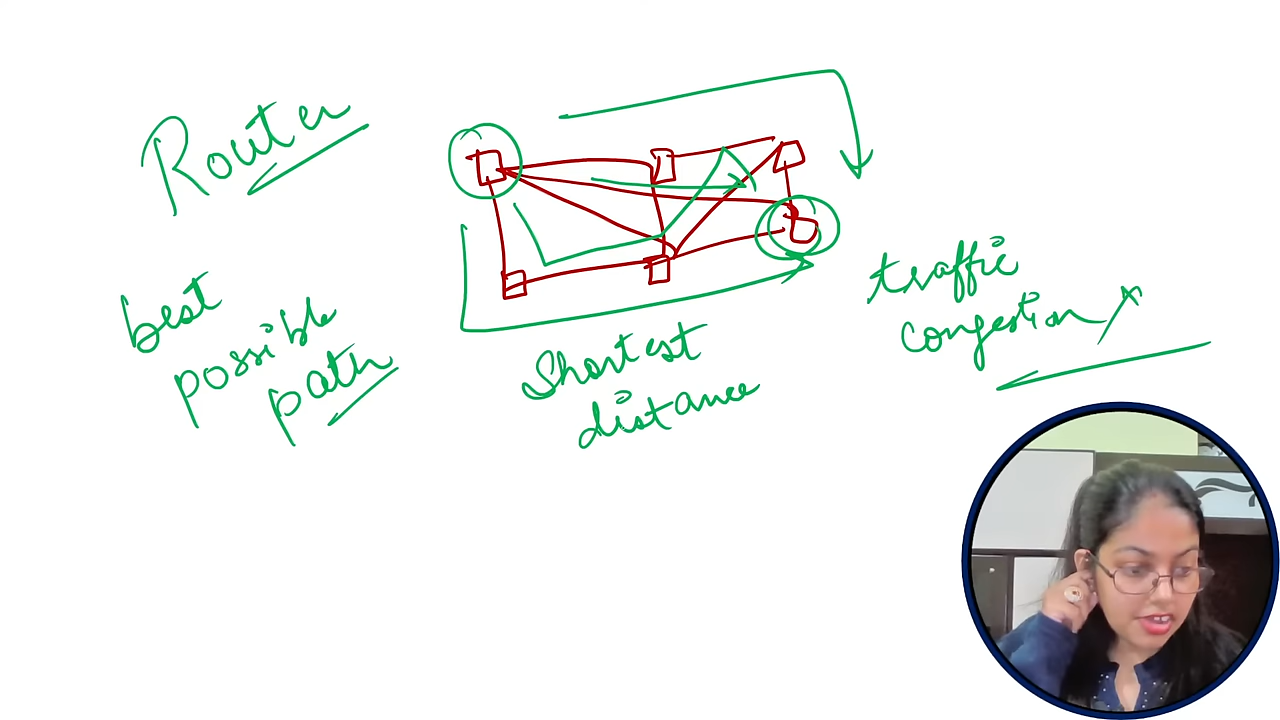 Router
best
possible
path
Shortest
distance
traffic
congestion